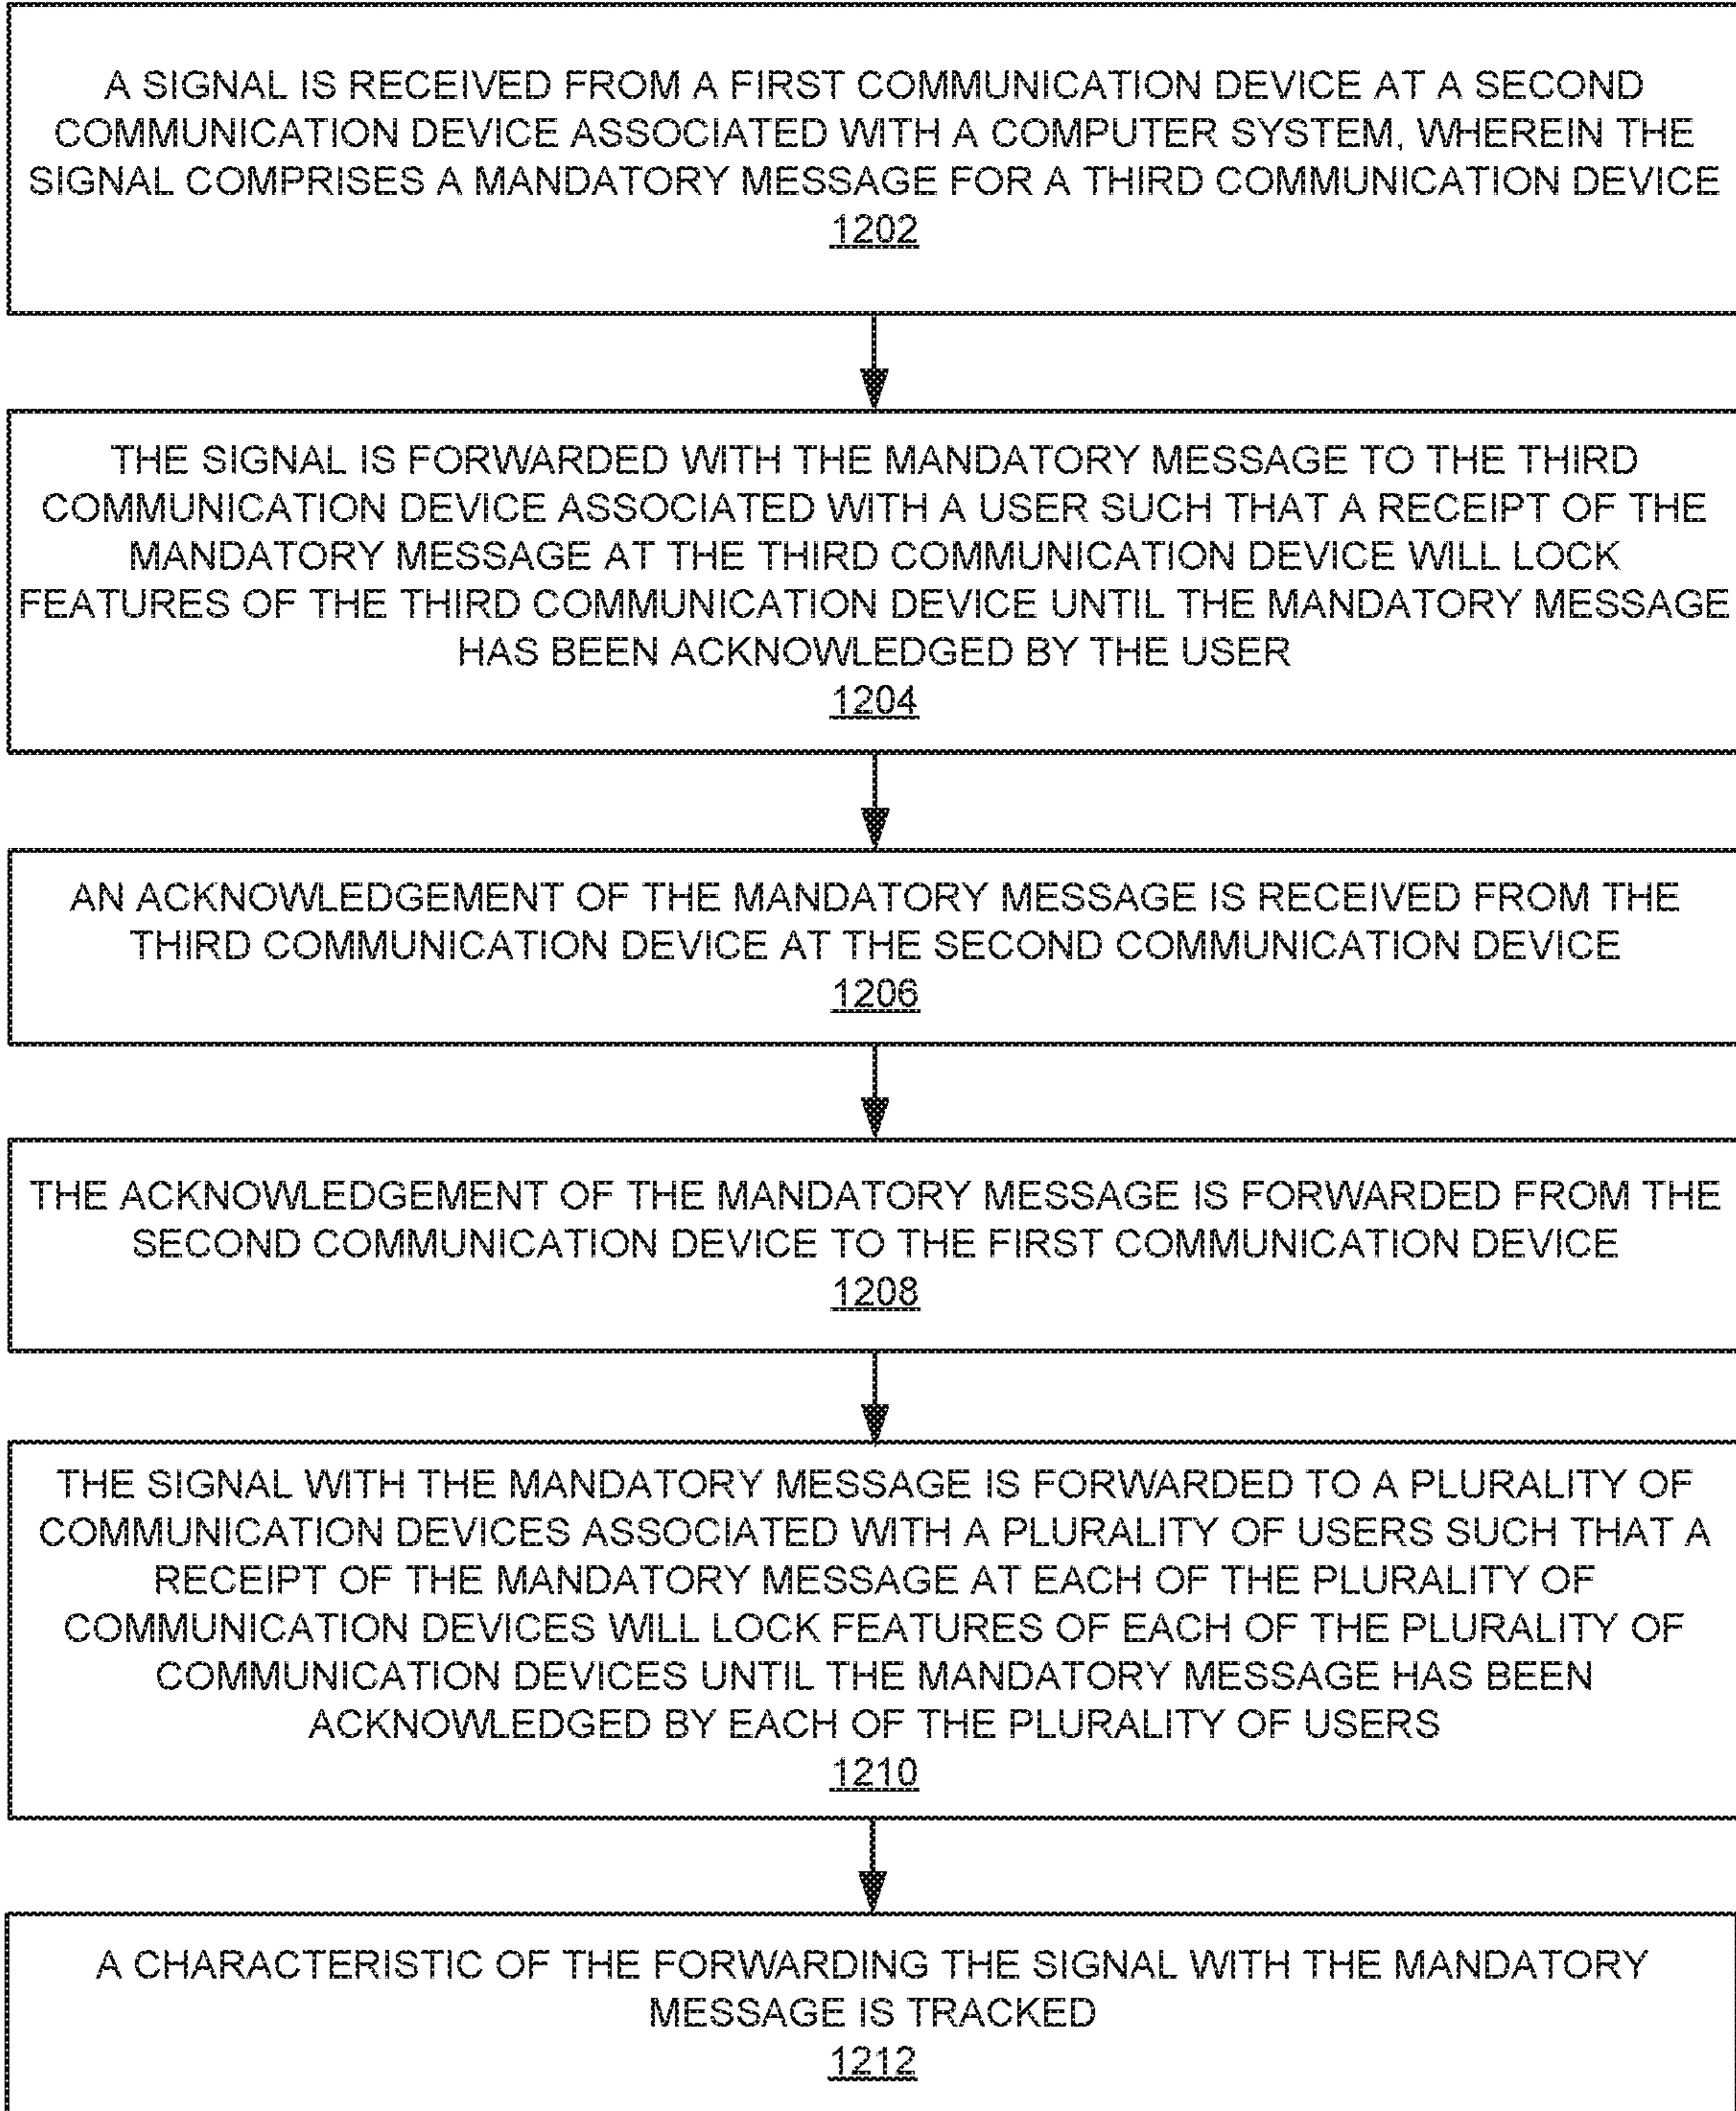 A SIGNAL IS RECEIVED FROM A FIRST COMMUNICATION DEVICE AT A SECOND
COMMUNICATION DEVICE ASSOCIATED WITH A COMPUTER SYSTEM, WHEREIN THE
SIGNAL COMPRISES A MANDATORY MESSAGE FOR A THIRD COMMUNICATION DEVICE
1202
THE SIGNAL IS FORWARDED WITH THE MANDATORY MESSAGE TO THE THIRD
COMMUNICATION DEVICE ASSOCIATED WITH A USER SUCH THAT A RECEIPT OF THE
MANDATORY MESSAGE AT THE THIRD COMMUNICATION DEVICE WILL LOCK
FEATURES OF THE THIRD COMMUNICATION DEVICE UNTIL THE MANDATORY MESSAGE
HAS BEEN ACKNOWLEDGED BY THE USER
1204
AN ACKNOWLEDGEMENT OF THE MANDATORY MESSAGE IS RECEIVED FROM THE
THIRD COMMUNICATION DEVICE AT THE SECOND COMMUNICATION DEVICE
1206
THE ACKNOWLEDGEMENT OF THE MANDATORY MESSAGE IS FORWARDED FROM THE
SECOND COMMUNICATION DEVICE TO THE FIRST COMMUNICATION DEVICE
1208
THE SIGNAL WITH THE MANDATORY MESSAGE IS FORWARDED TO A PLURALITY OF
COMMUNICATION DEVICES ASSOCIATED WITH A PLURALITY OF USERS SUCH THAT A
RECEIPT OF THE MANDATORY MESSAGE AT EACH OF THE PLURALITY OF
COMMUNICATION DEVICES WILL LOCK FEATURES OF EACH OF THE PLURALITY OF
COMMUNICATION DEVICES UNTIL THE MANDATORY MESSAGE HAS BEEN
ACKNOWLEDGED BY EACH OF THE PLURALITY OF USERS
1210
A CHARACTERISTIC OF THE FORWARDING THE SIGNAL WITH THE MANDATORY
MESSAGE IS TRACKED
1212